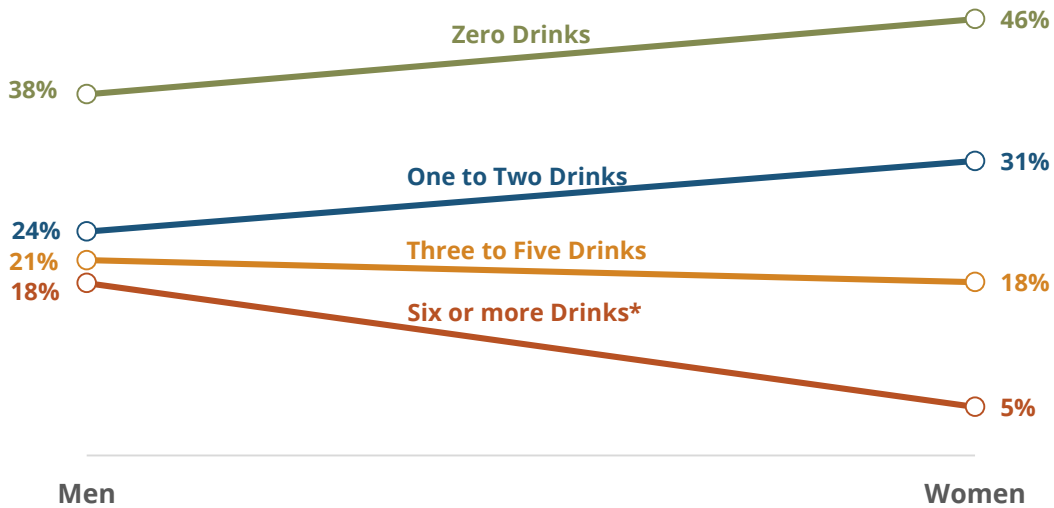 46%
Zero Drinks
38%
31%
One to Two Drinks
24%
Three to Five Drinks
21%
18%
18%
Six or more Drinks*
5%
Men
Women